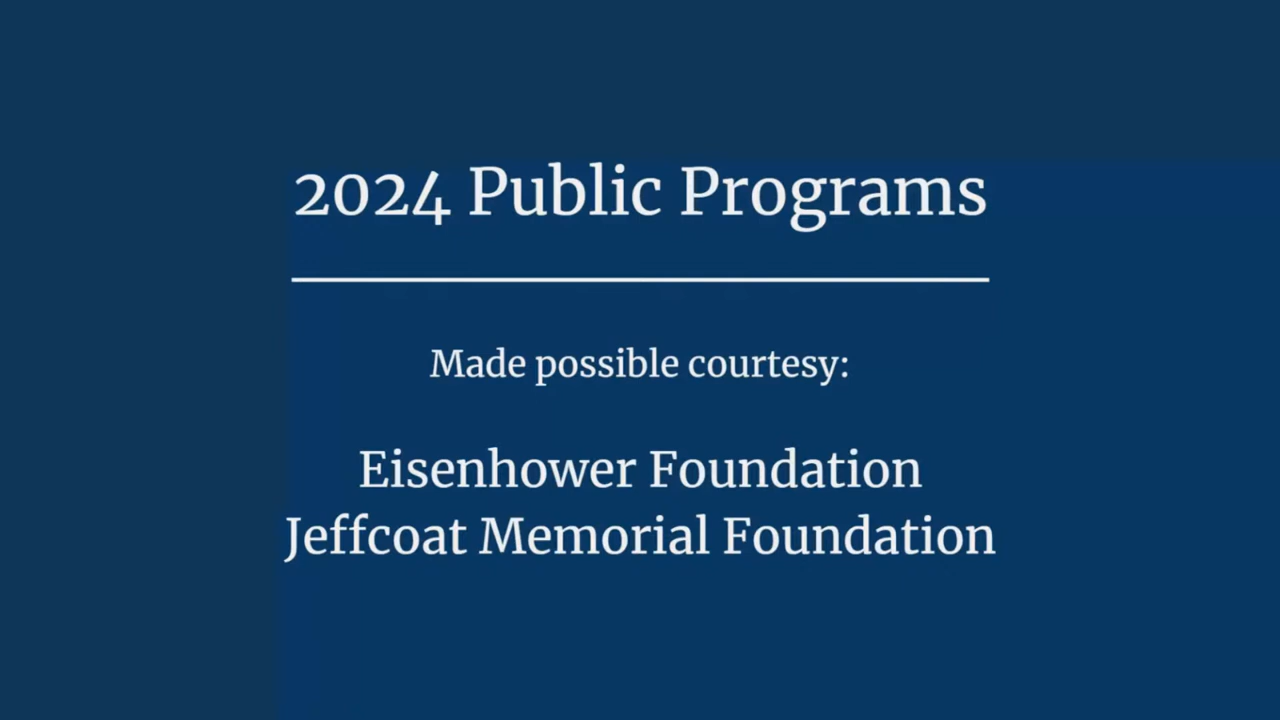 2024 Public Programs
Made possible courtesy:
Eisenhower Foundation
Jeffcoat Memorial Foundation